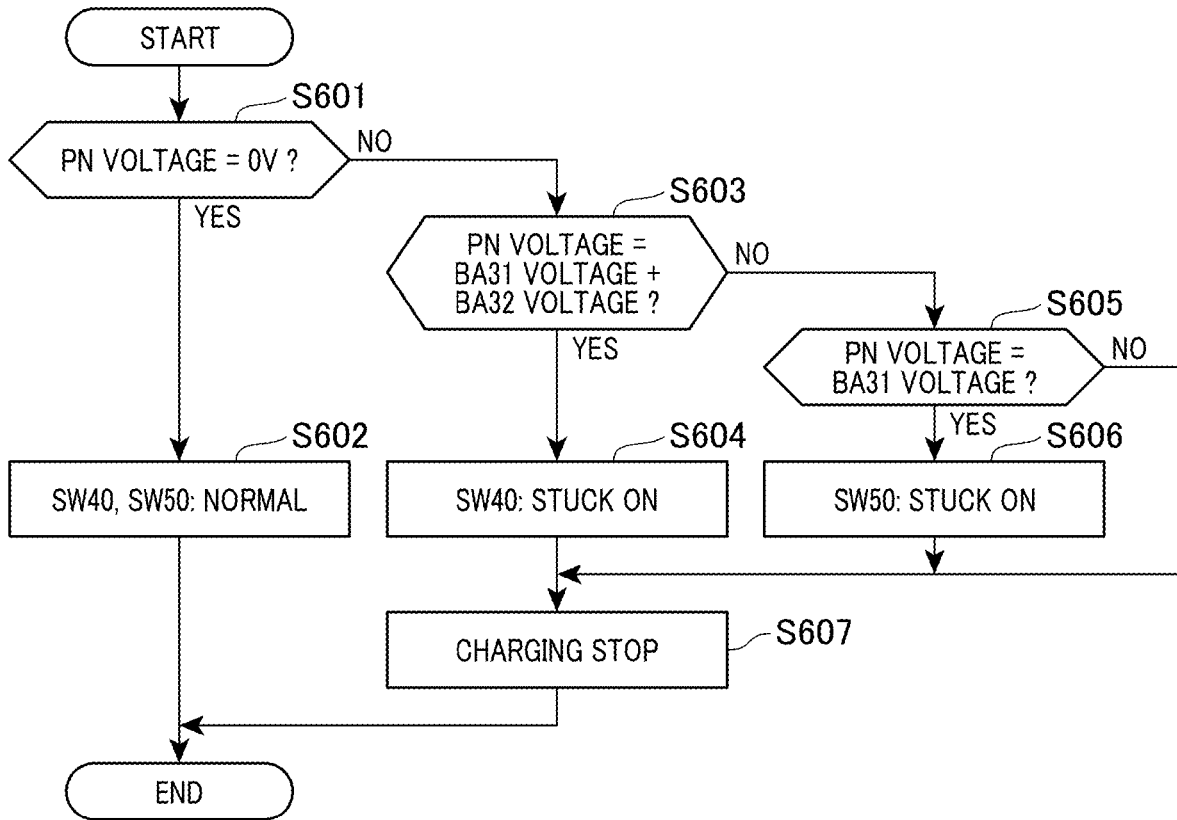 START
S601
PN VOLTAGE = 0V ?
NO
YES
S603
PN VOLTAGE =
BA31 VOLTAGE +
BA32 VOLTAGE ?
NO
YES
S605
PN VOLTAGE =
BA31 VOLTAGE ?
NO
YES
S602
SW40, SW50: NORMAL
S604
SW40: STUCK ON
S606
SW50: STUCK ON
S607
CHARGING STOP
END